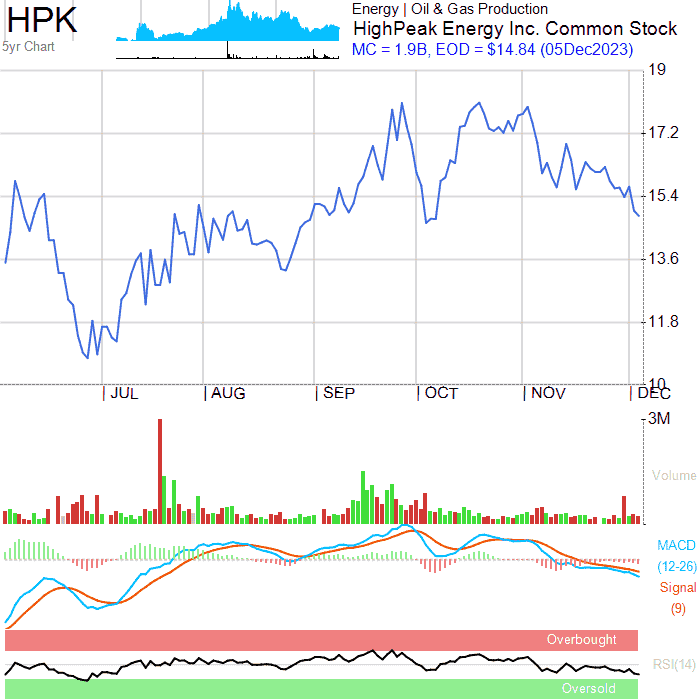 HPK
5yr Chart
Energy | Oil & Gas Production
HighPeak Energy Inc. Common Stock
MC = 1.9B, EOD = $14.84 (05Dec2023)
19
17.2
15.4
13.6
11.8
10
JUL
AUG
SEP
OCT
NOV
DEC
3M
Volume
MACD
(12-26)
Signal
(9)
Overbought
RSI(14)
Oversold